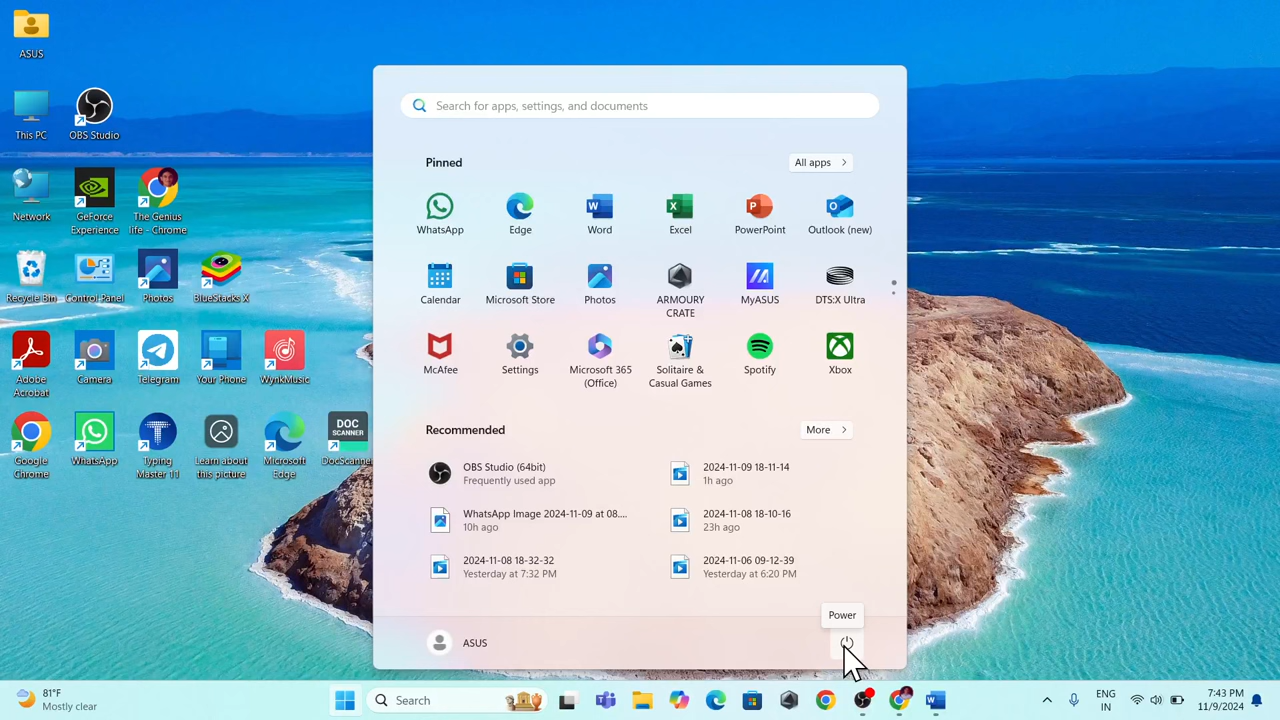 ASUS
This PC
OBS Studio
Network
GeForce
Experience
The Genius
life - Chrome
Recycle Bin
Control Panel
Photos
BlueStacks X
Adobe
Acrobat
Camera
Telegram
Your Phone
WynkMusic
Google
Chrome
WhatsApp
Typing
Master 11
Learn about
this picture
Microsoft
Edge
DOC
SCANNER
DocScanner
Search for apps, settings, and documents
Pinned
All apps
WhatsApp
Edge
Word
Excel
PowerPoint
Outlook (new)
Calendar
Microsoft Store
Photos
ARMOURY
CRATE
MyASUS
DTS:X Ultra
McAfee
Settings
Microsoft 365
(Office)
Solitaire &
Casual Games
Spotify
Xbox
Recommended
More
OBS Studio (64bit)
Frequently used app
2024-11-09 18-11-14
1h ago
WhatsApp Image 2024-11-09 at 08....
10h ago
2024-11-08 18-10-16
23h ago
2024-11-08 18-32-32
Yesterday at 7:32 PM
2024-11-06 09-12-39
Yesterday at 6:20 PM
Power
ASUS
81°F
Mostly clear
Search
ENG
IN
7:43 PM
11/9/2024